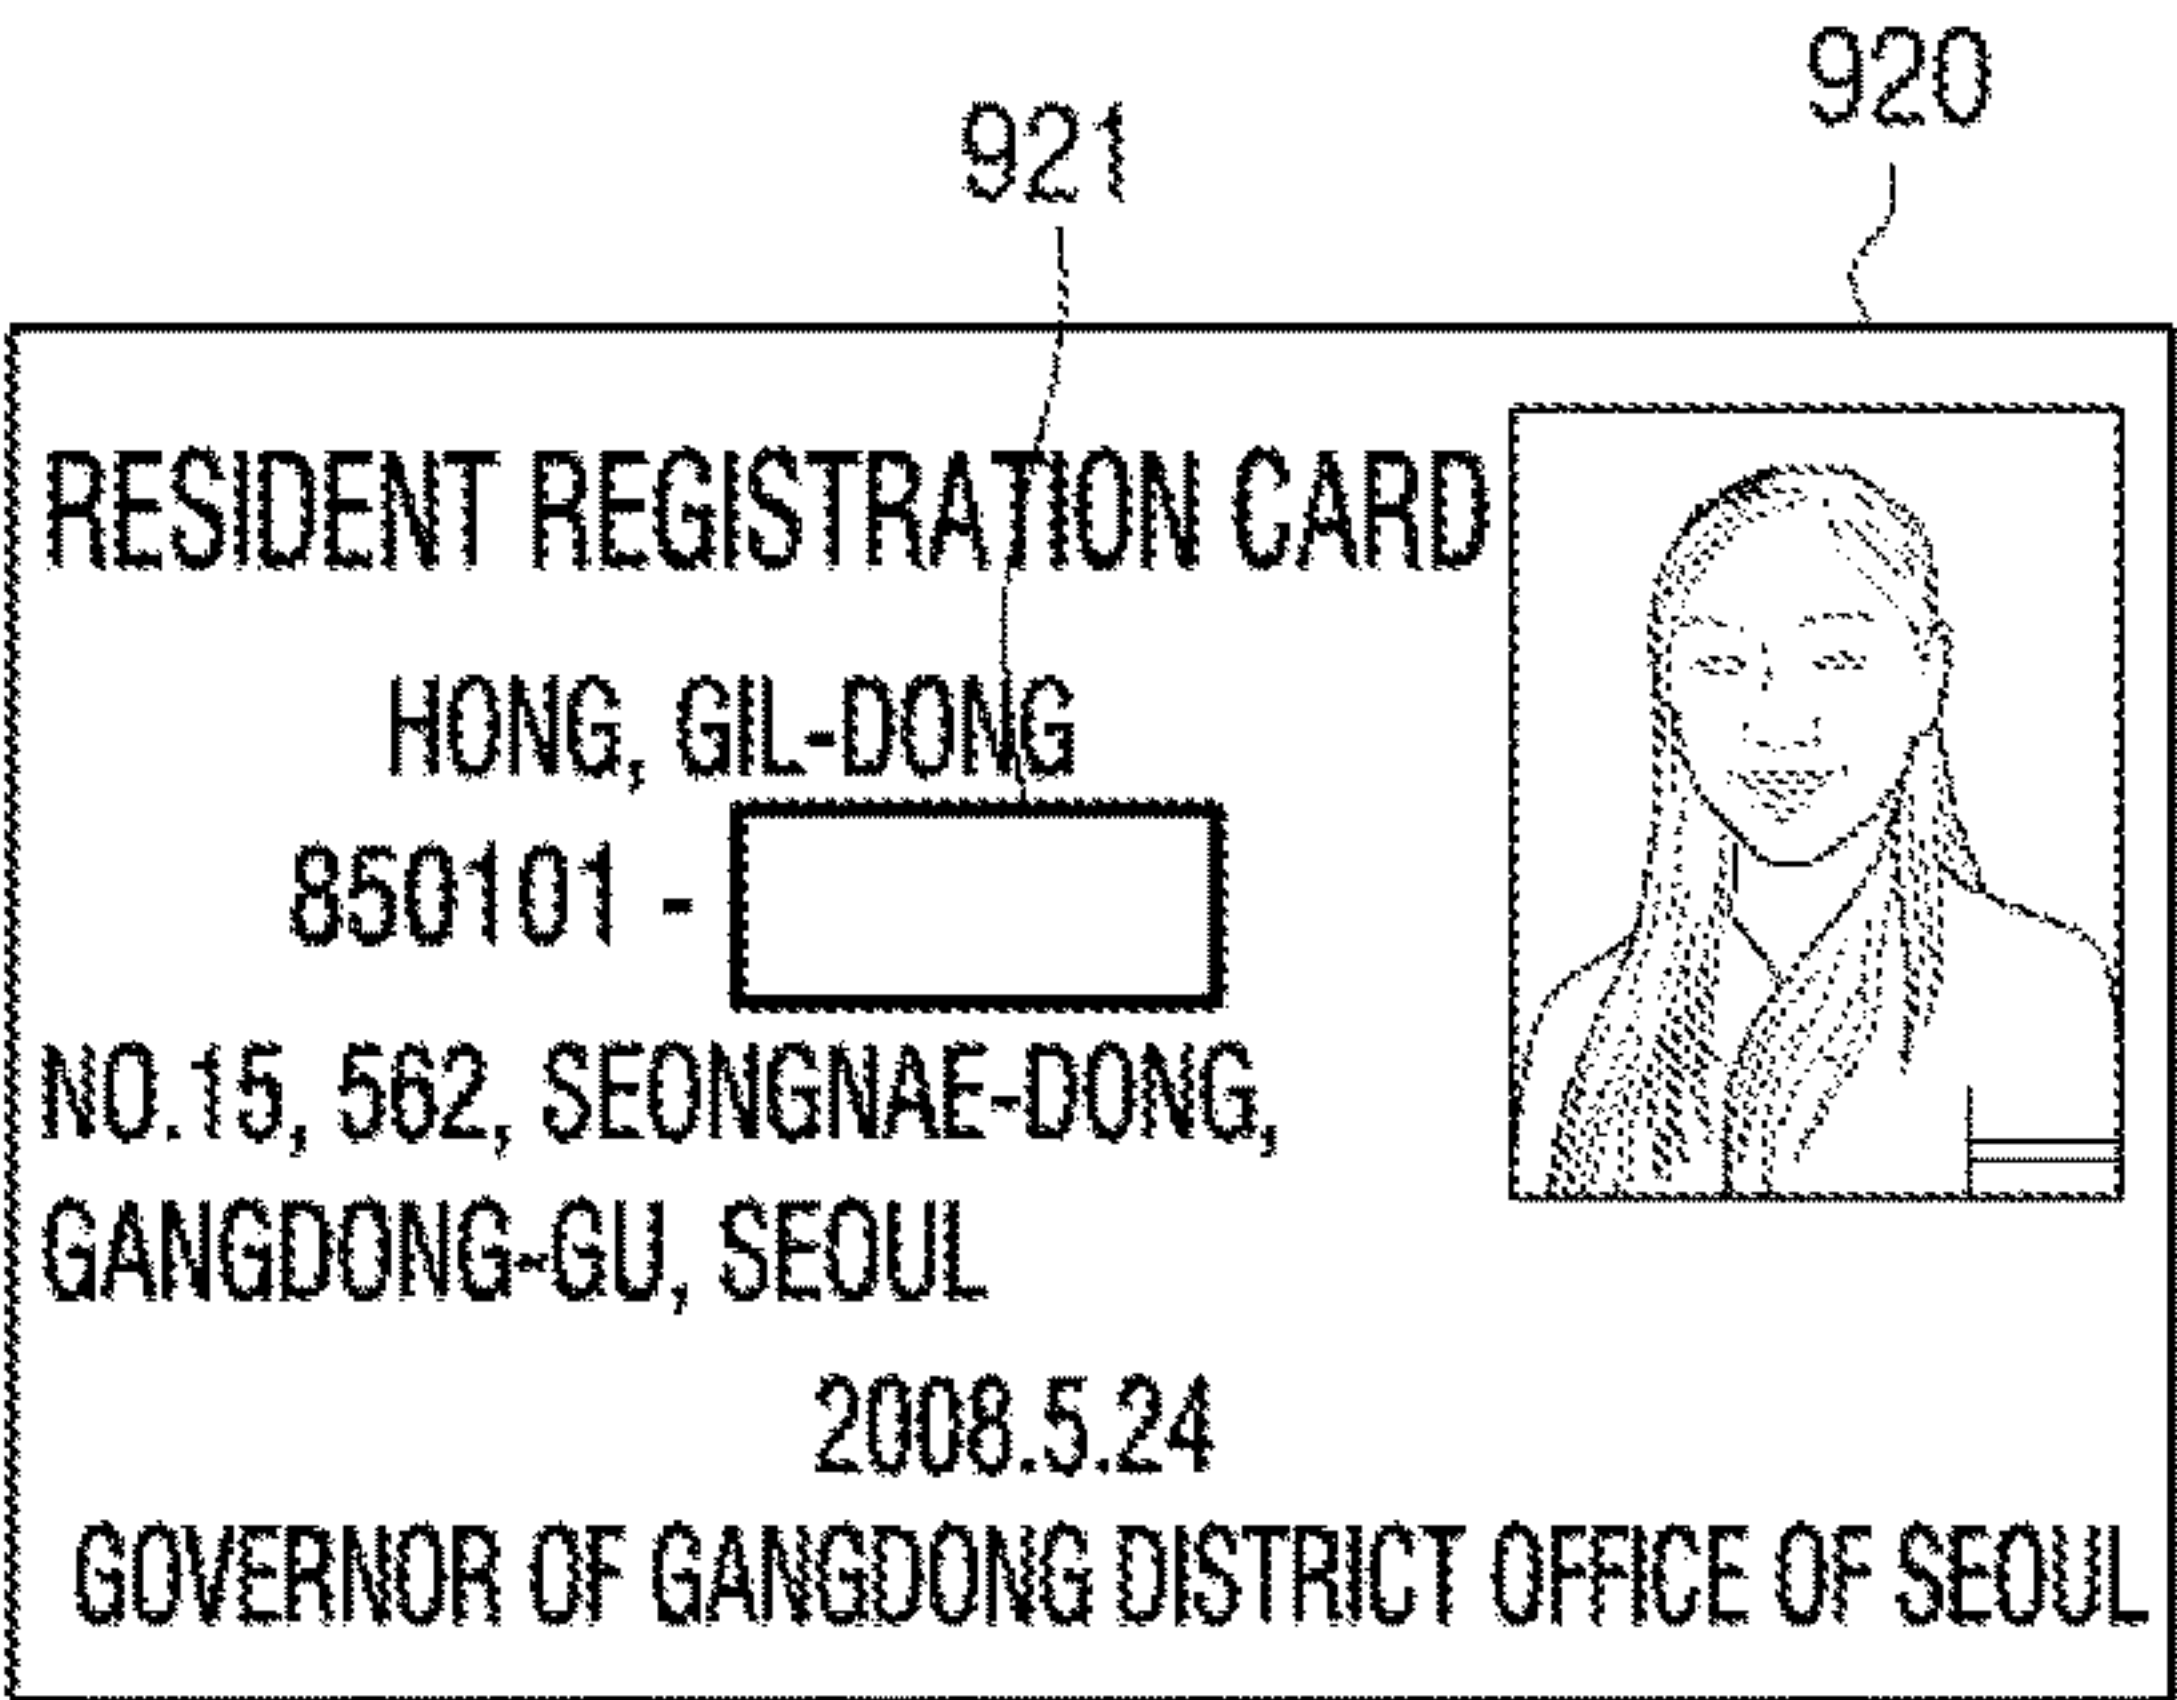 920
921
RESIDENT REGISTRATION CARD
HONG, GIL-DONG
850101 -
NO.15, 562, SEONGNAE-DONG,
GANGDONG-GU, SEOUL
2008.5.24
GOVERNOR OF GANGDONG DISTRICT OFFICE OF SEOUL